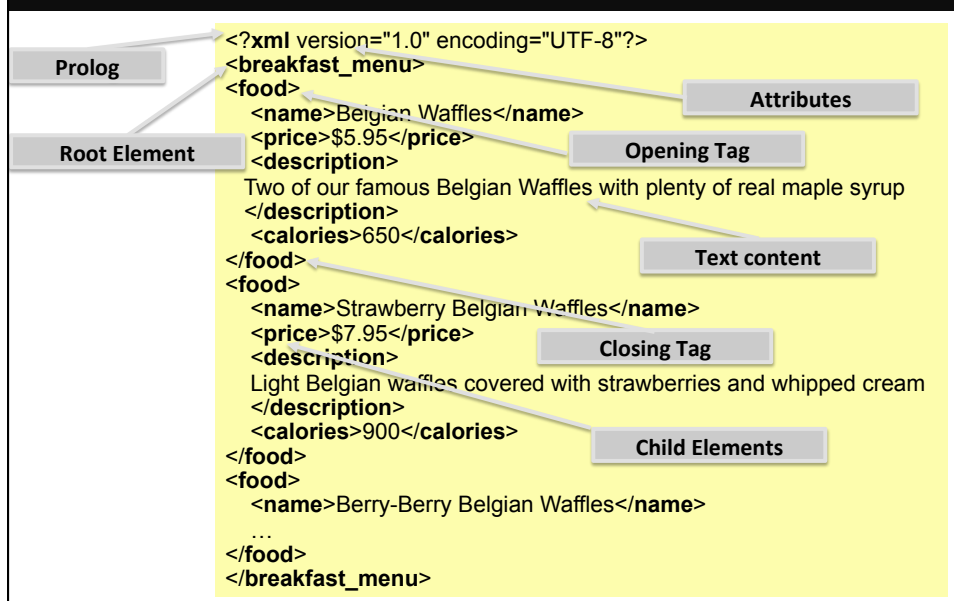 <?xml version="1.0" encoding="UTF-8"?>
Prolog
<breakfast_menu>
<food>
Attributes
<name>Belgian Waffles</name>
<price>$5.95</price>
Root Element
Opening Tag
<description>
Two of our famous Belgian Waffles with plenty of real maple syrup
</description>
<calories>650</calories>
Text content
</food>
<food>
<name>Strawberry Belgian Waffles</name>
<price>$7.95</price>
Closing Tag
<description>
Light Belgian waffles covered with strawberries and whipped cream
</description>
<calories>900</calories>
Child Elements
</food>
<food>
<name>Berry-Berry Belgian Waffles</name>
…
</food>
</breakfast_menu>